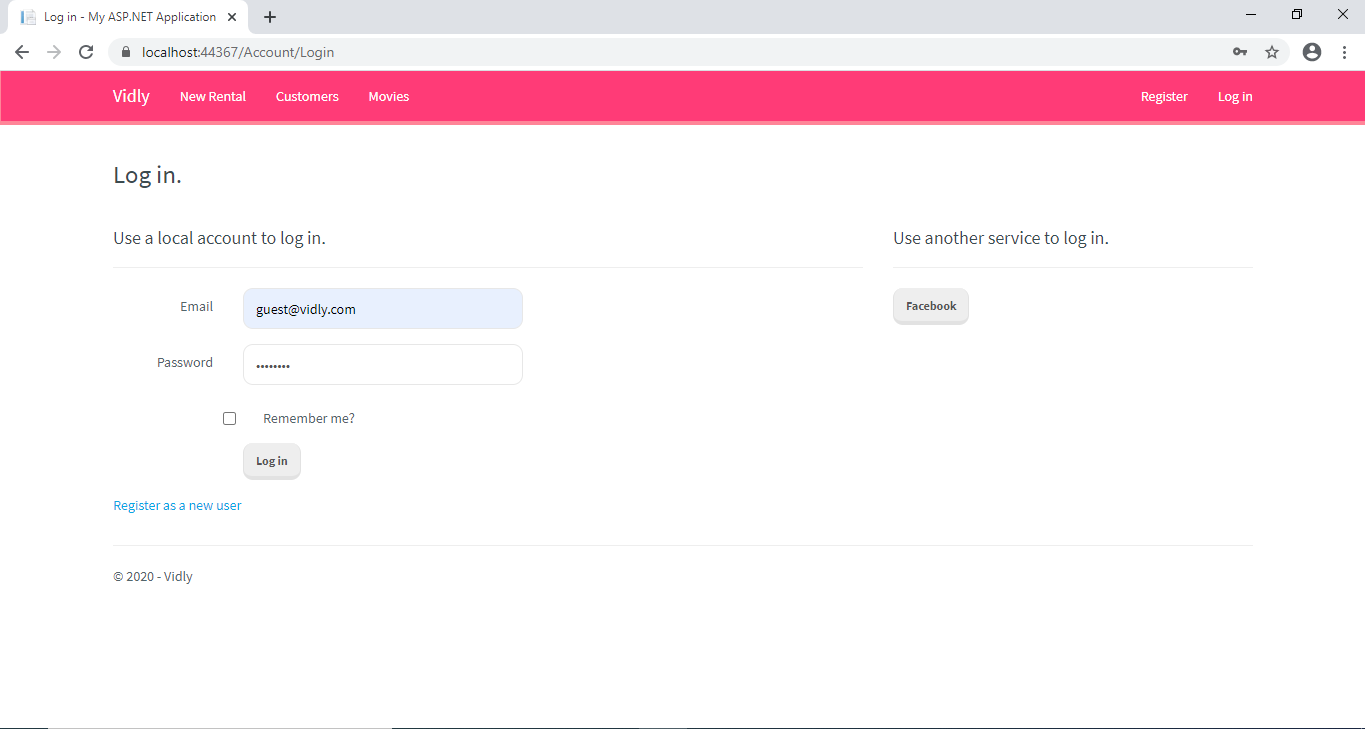 Log in - My ASP.NET Application
localhost:44367/Account/Login
Vidly New Rental Customers Movies Register Log in
Log in.
Use a local account to log in.
Use another service to log in.
Email guest@vidly.com
Facebook
Password ••••••••
Remember me?
Log in
Register as a new user
© 2020 - Vidly